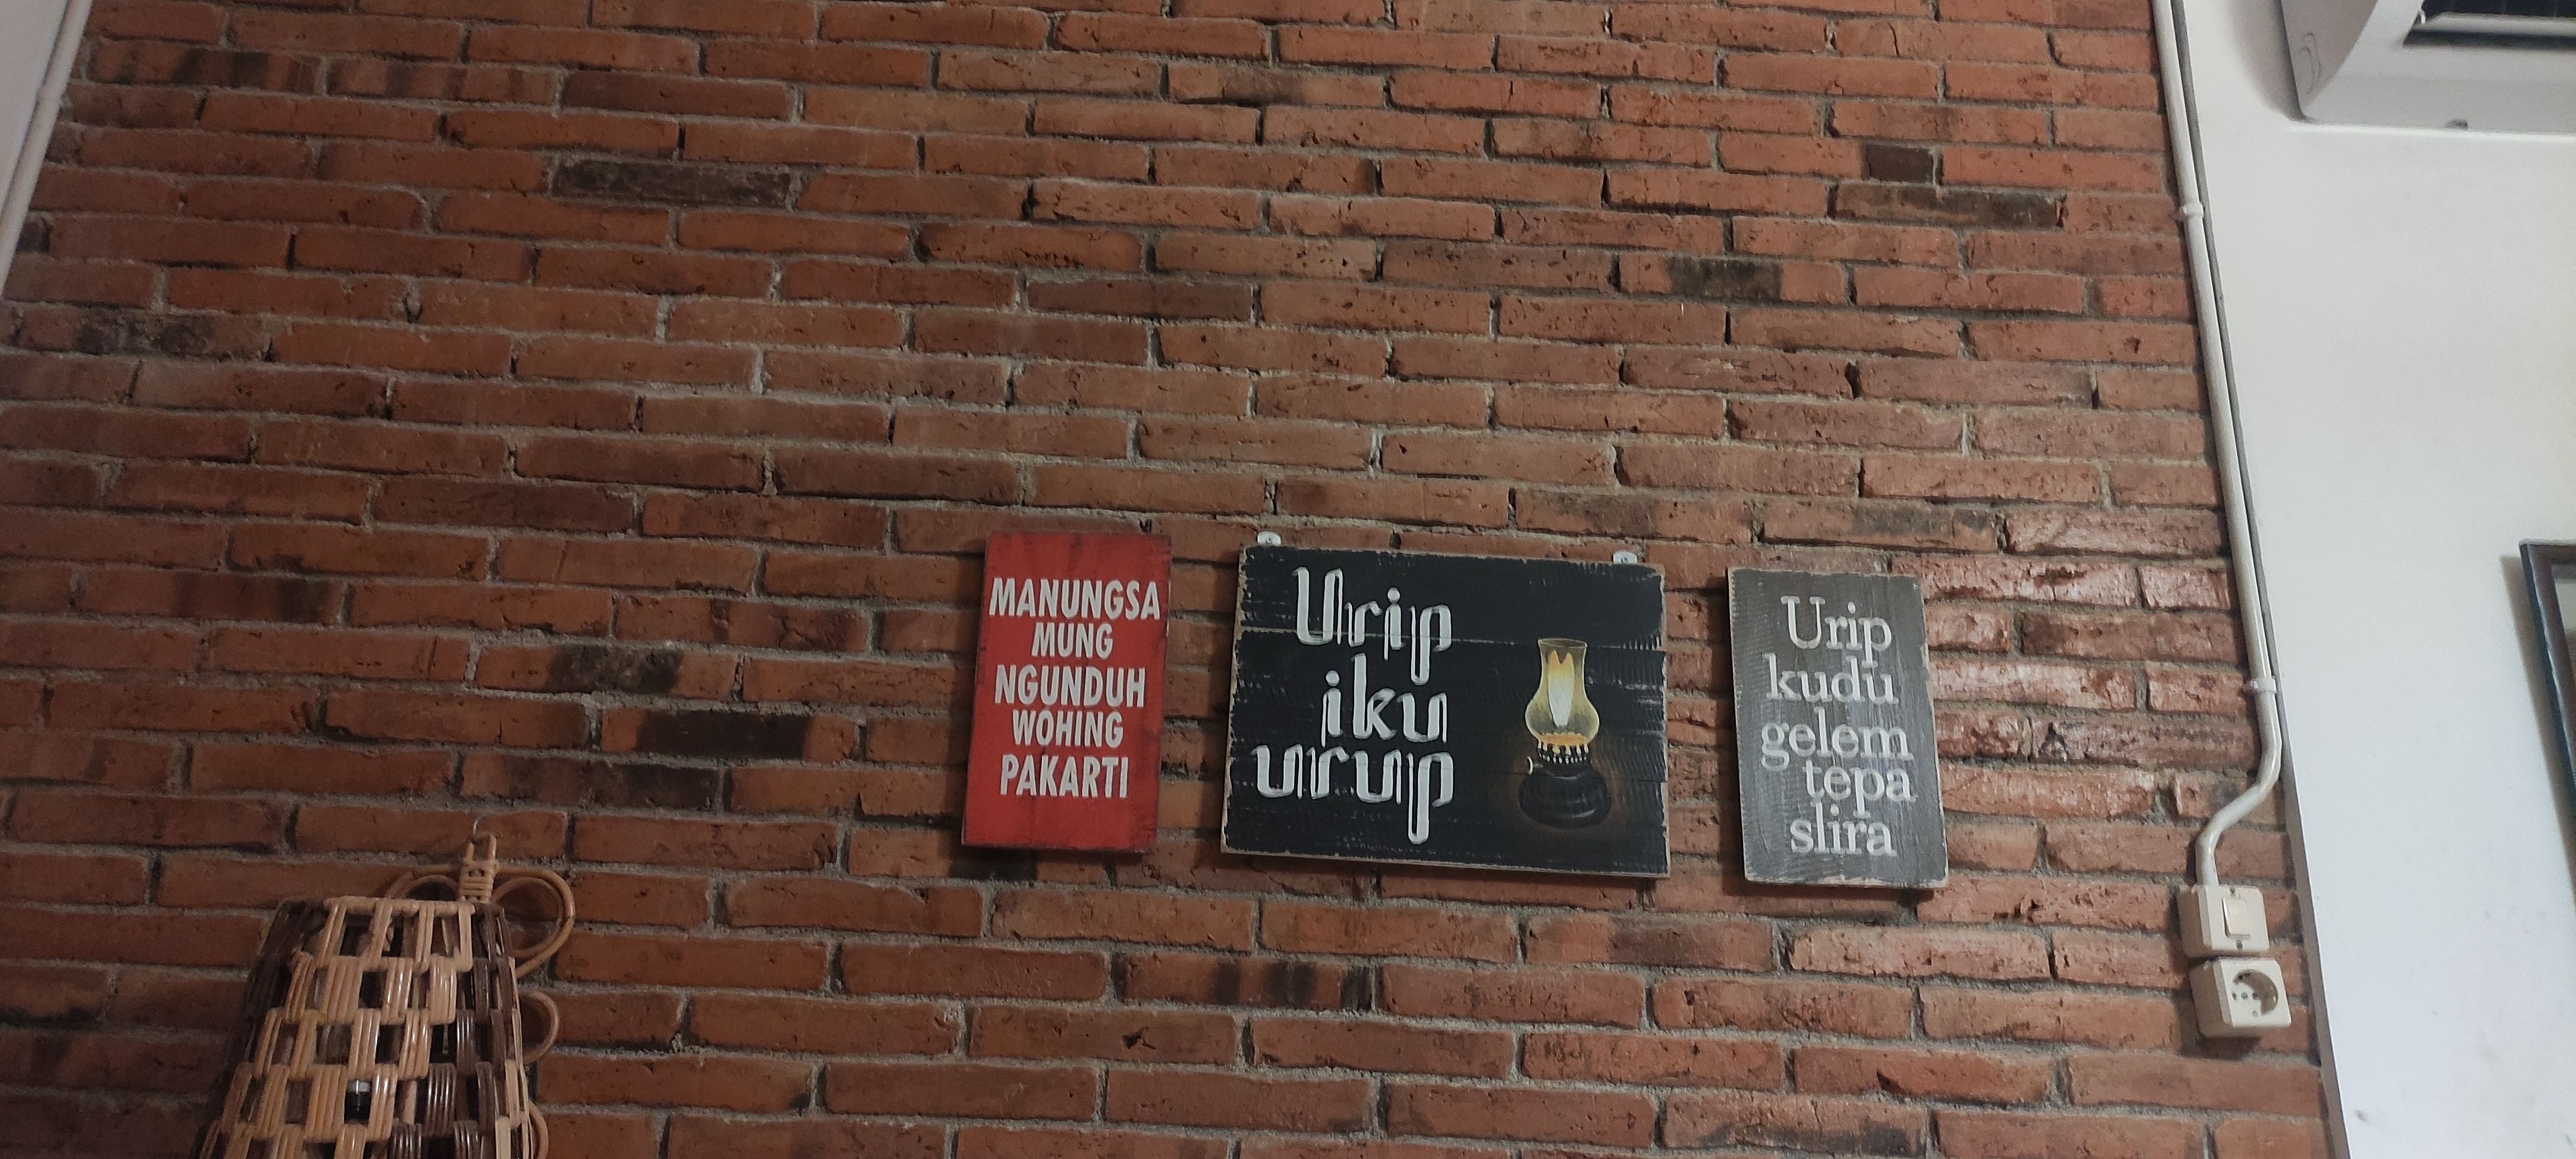 MANUNGSA
MUNG
NGUNDUH
WOHING
PAKARTI
Urip
iku
urup
Urip
kudu
gelem
tepa
slira